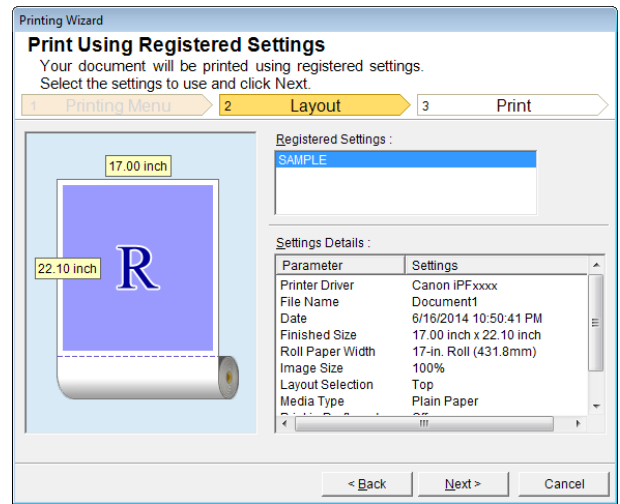 Printing Wizard
Print Using Registered Settings
Your document will be printed using registered settings.
Select the settings to use and click Next.
1 Printing Menu 2 Layout 3 Print
17.00 inch
22.10 inch
R
Registered Settings :
SAMPLE
Settings Details :
Parameter Settings
Printer Driver Canon iPFxxxx
File Name Document1
Date 6/16/2014 10:50:41 PM
Finished Size 17.00 inch x 22.10 inch
Roll Paper Width 17-in. Roll (431.8mm)
Image Size 100%
Layout Selection Top
Media Type Plain Paper
< Back Next > Cancel